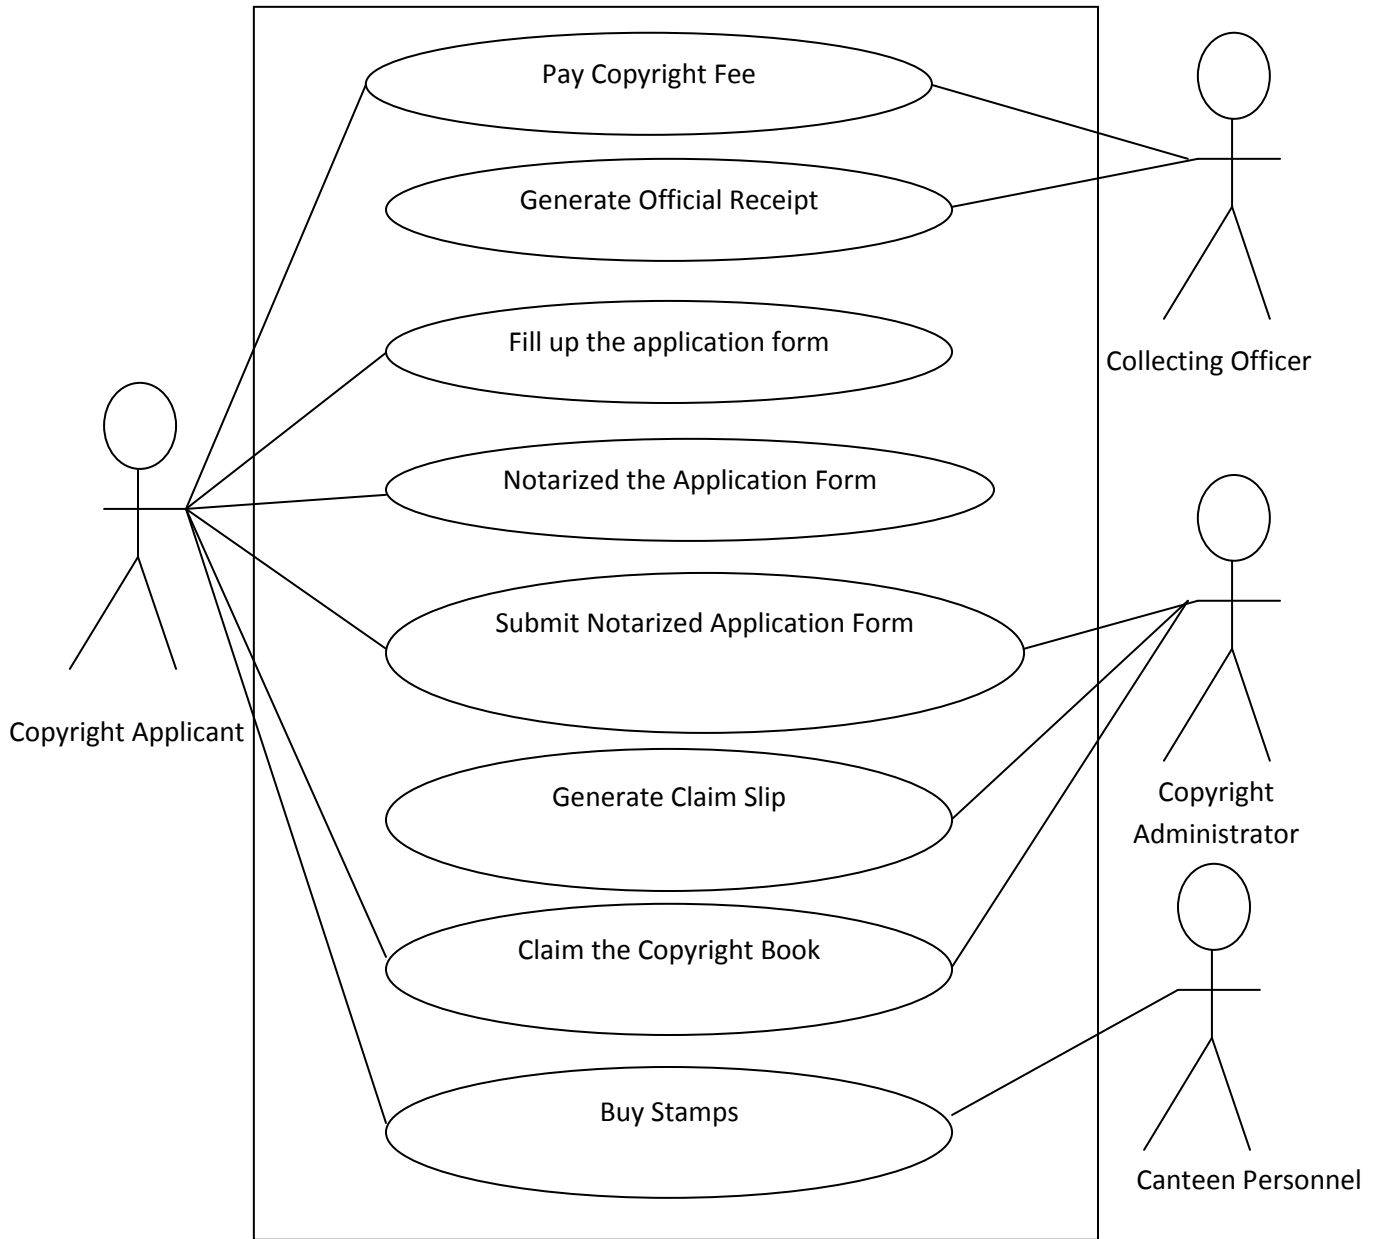 Pay Copyright Fee
Generate Official Receipt
Fill up the application form
Collecting Officer
Notarized the Application Form
Submit Notarized Application Form
Copyright Applicant
Generate Claim Slip
Copyright
Administrator
Claim the Copyright Book
Buy Stamps
Canteen Personnel